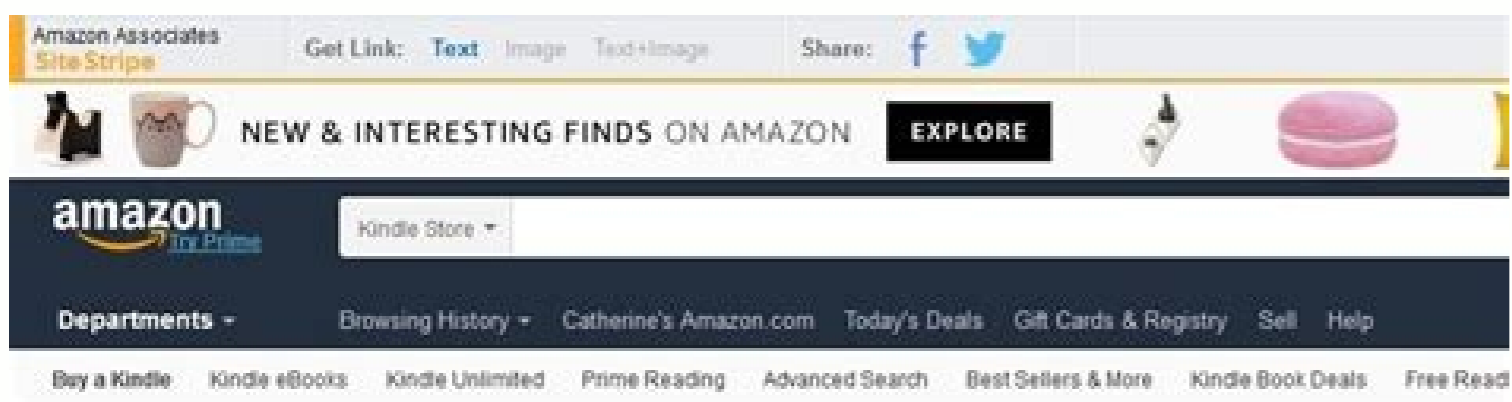 Amazon Associates
SiteStripe
Get Link: Text Image Text+Image Share:
NEW & INTERESTING FINDS ON AMAZON EXPLORE
amazon
Try Prime
Kindle Store
Departments Browsing History Catherine's Amazon.com Today's Deals Gift Cards & Registry Sell Help
Buy a Kindle Kindle eBooks Kindle Unlimited Prime Reading Advanced Search Best Sellers & More Kindle Book Deals Free Read